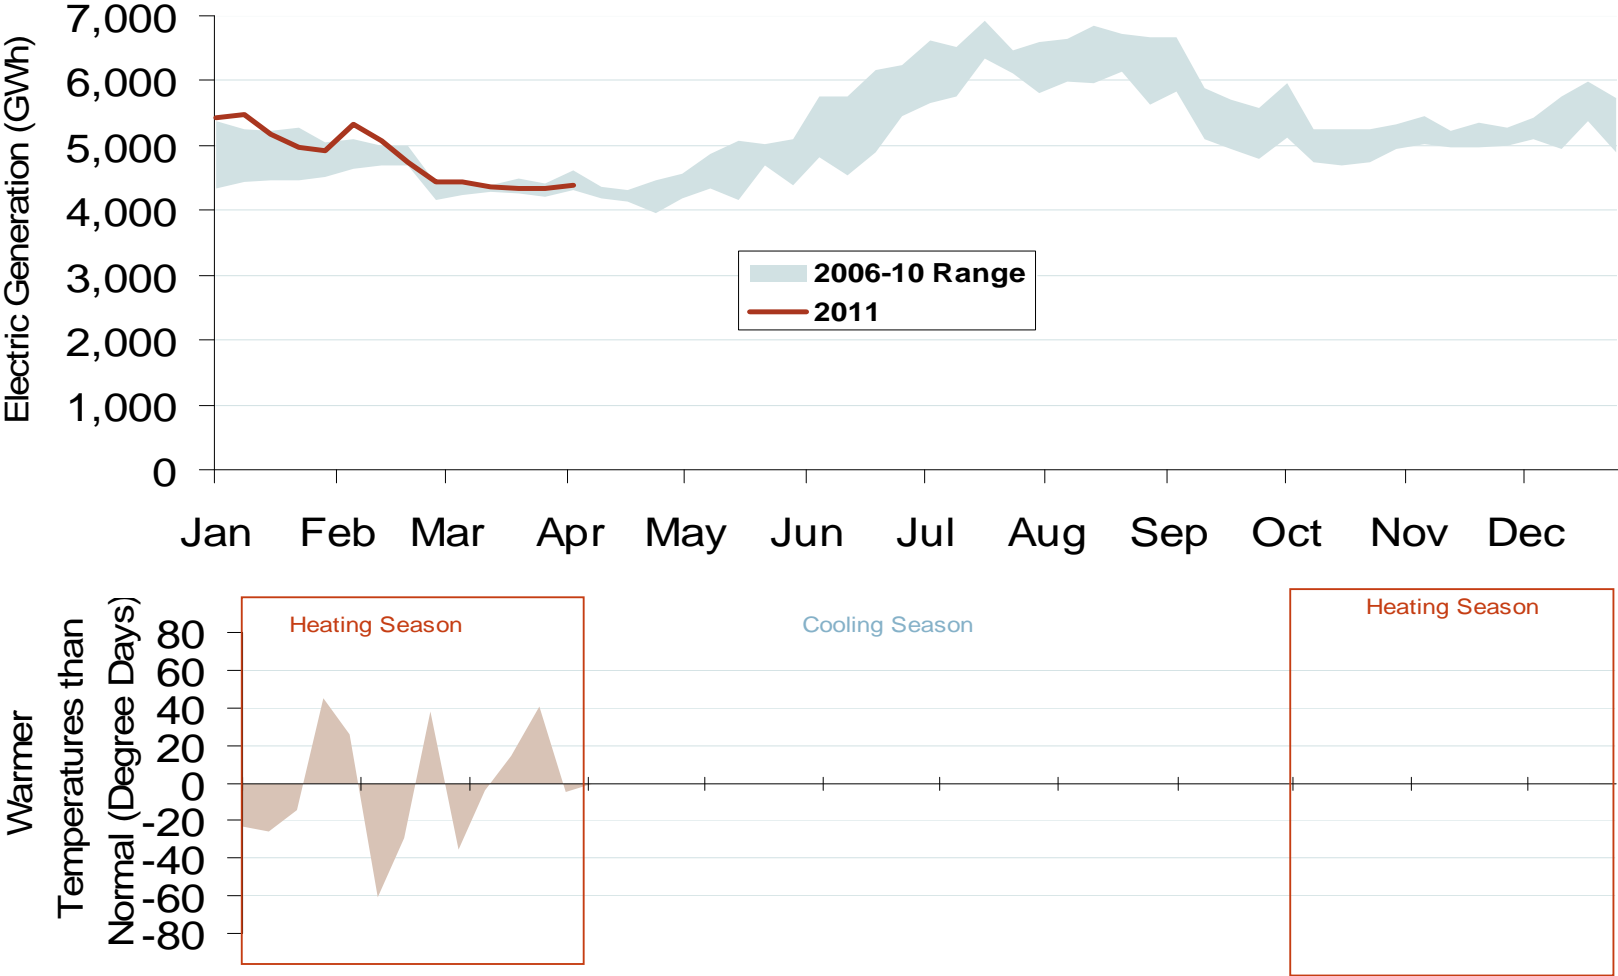 7,000
6,000
5,000
4,000
3,000
2,000
1,000
0
Electric Generation (GWh)
2006-10 Range
2011
Jan Feb Mar Apr May Jun Jul Aug Sep Oct Nov Dec
Warmer
Temperatures than
Normal (Degree Days)
80
60
40
20
0
-20
-40
-60
-80
Heating Season
Cooling Season
Heating Season